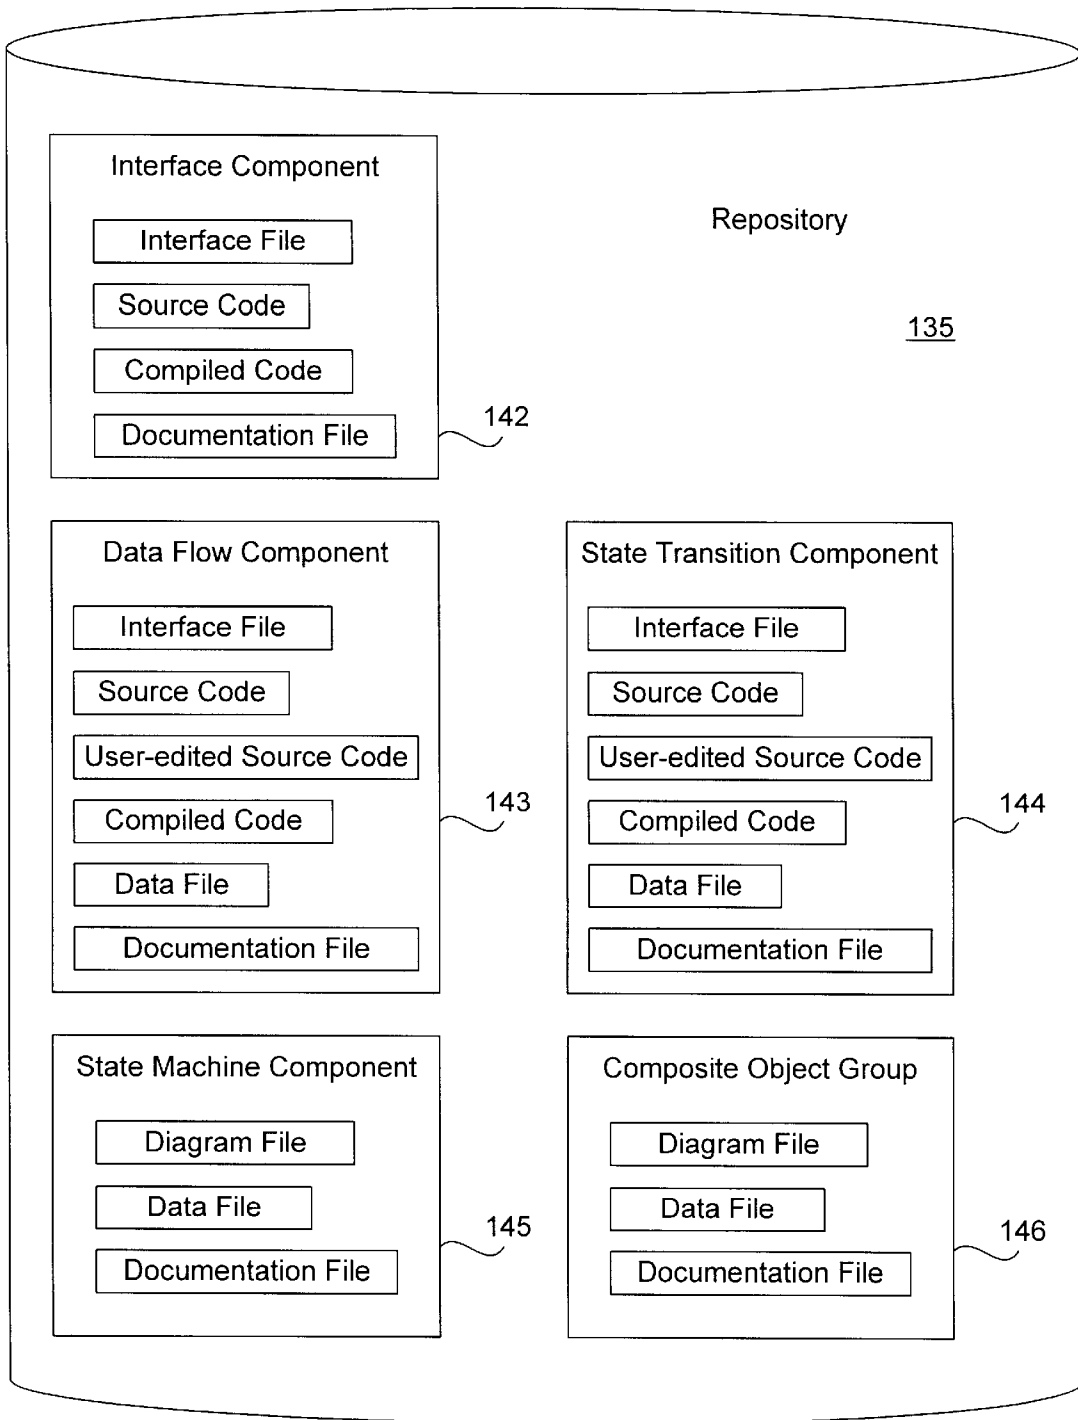 Interface Component
Interface File
Source Code
Compiled Code
Documentation File
142
Repository
135
Data Flow Component
Interface File
Source Code
User-edited Source Code
Compiled Code
Data File
Documentation File
143
State Transition Component
Interface File
Source Code
User-edited Source Code
Compiled Code
Data File
Documentation File
144
State Machine Component
Diagram File
Data File
Documentation File
145
Composite Object Group
Diagram File
Data File
Documentation File
146